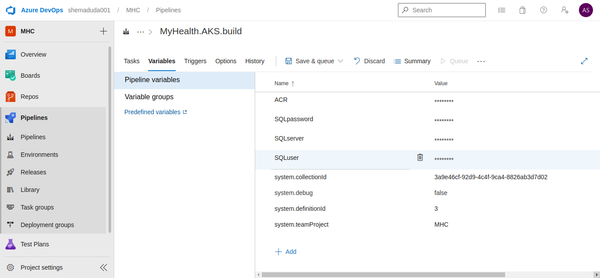 Azure DevOps shemaduda001 / MHC / Pipelines
Search
AS
M MHC
Overview
Boards
Repos
Pipelines
Pipelines
Environments
Releases
Library
Task groups
Deployment groups
Test Plans
Project settings
... > MyHealth.AKS.build
Tasks Variables Triggers Options History Save & queue Discard Summary Queue ...
Pipeline variables
Variable groups
Predefined variables
Name ↑ Value
ACR ********
SQLpassword ********
SQLserver ********
SQLuser ********
system.collectionId 3a9e46cf-92d9-4c4f-9ca4-8826ab3d7d02
system.debug false
system.definitionId 3
system.teamProject MHC
+ Add